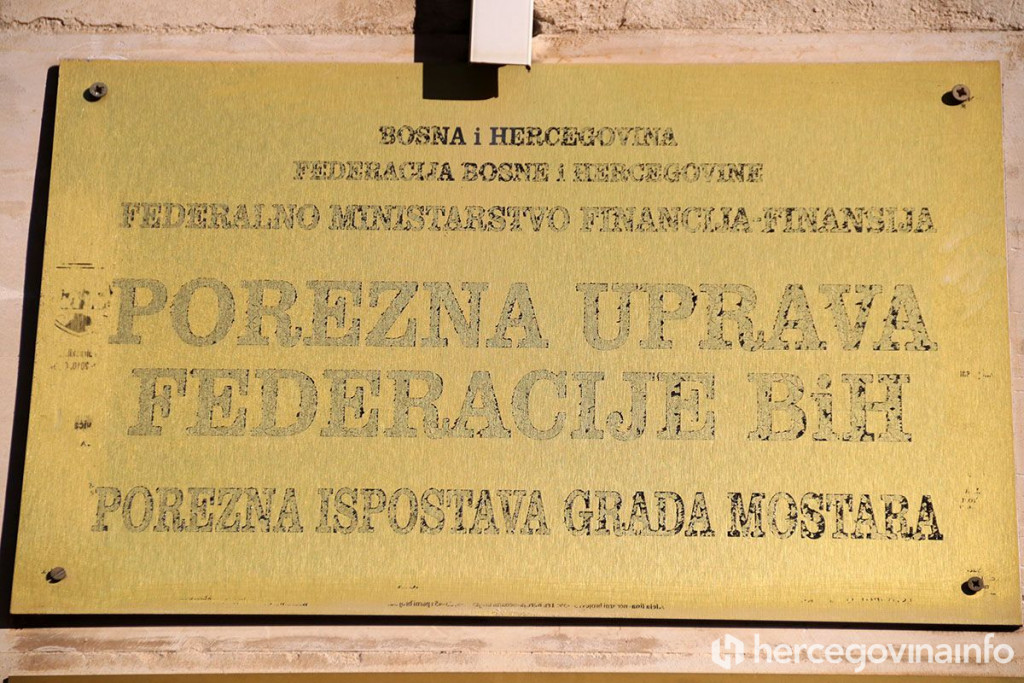 BOSNA i HERCEGOVINA
FEDERACIJA BOSNE i HERCEGOVINE
FEDERALNO MINISTARSTVO FINANCIJA-FINANSIJA
POREZNA UPRAVA
FEDERACIJE BiH
POREZNA ISPOSTAVA GRADA MOSTARA
hercegovinainfo